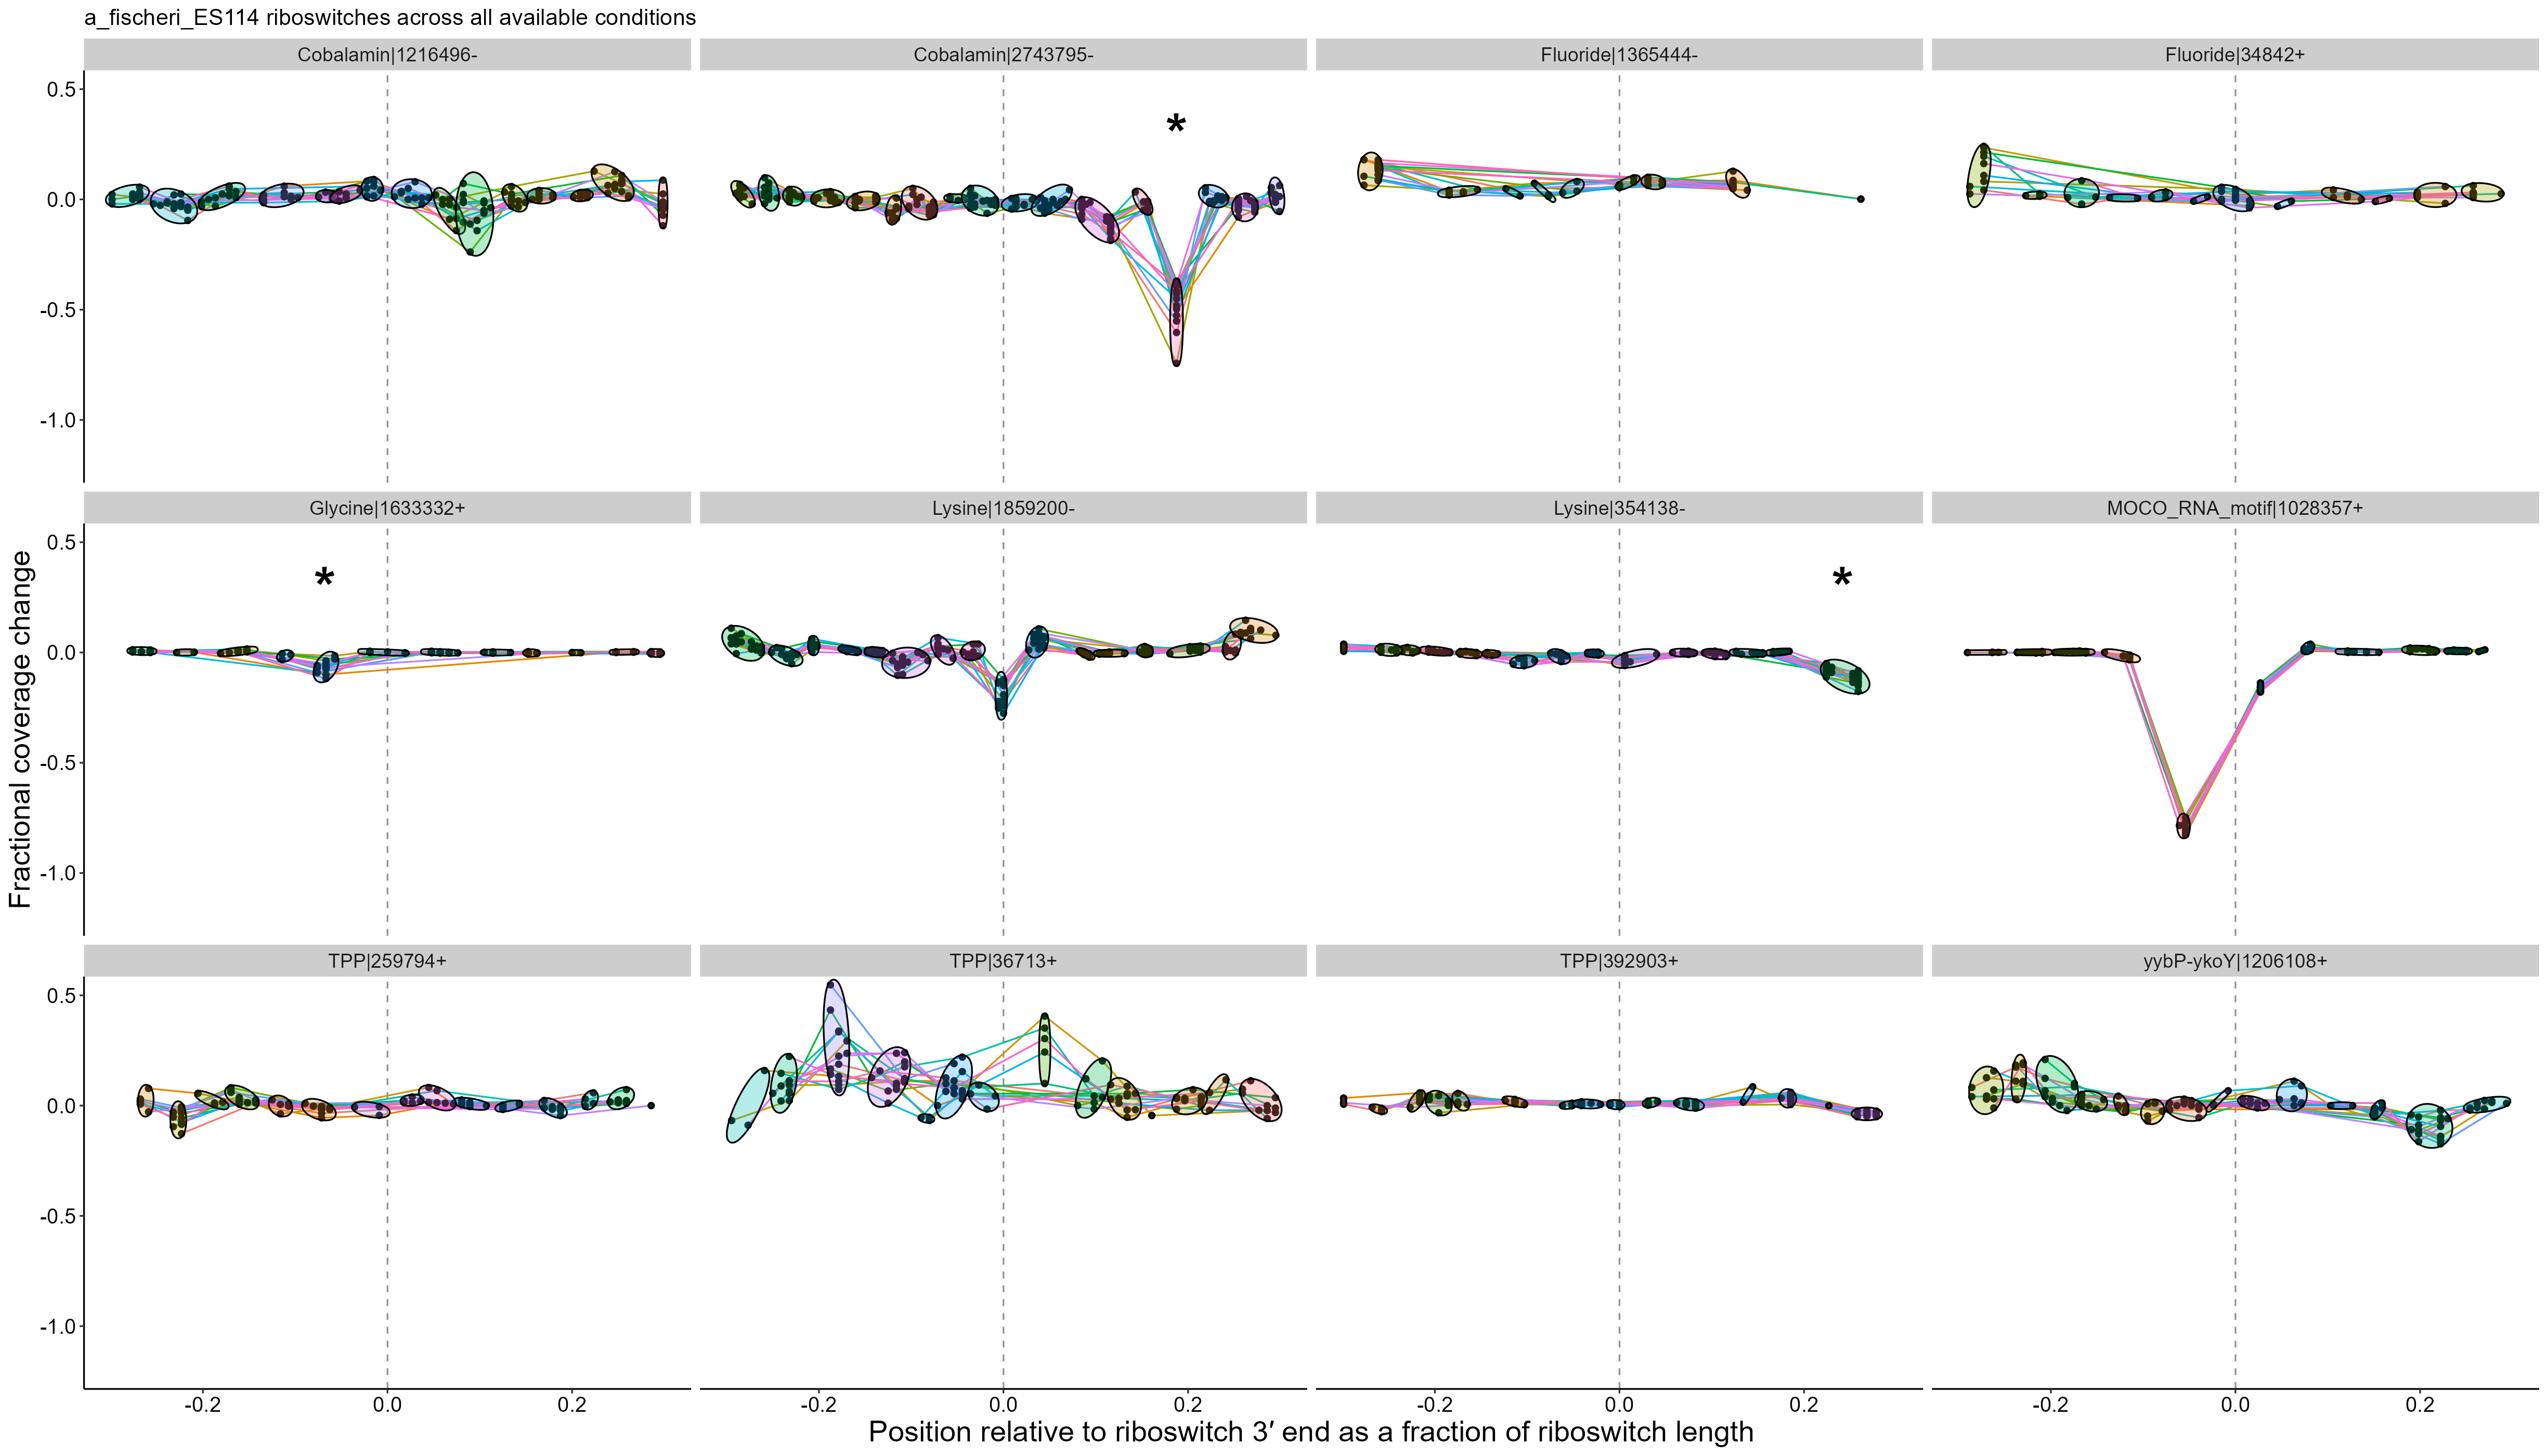 a_fischeri_ES114 riboswitches across all available conditions
Cobalamin|1216496-
Cobalamin|2743795-
Fluoride|1365444-
Fluoride|34842+
0.5
0.0
-0.5
-1.0
*
Glycine|1633332+
Lysine|1859200-
Lysine|354138-
MOCO_RNA_motif|1028357+
0.5
0.0
-0.5
-1.0
*
*
Fractional coverage change
TPP|259794+
TPP|36713+
TPP|392903+
yybP-ykoY|1206108+
0.5
0.0
-0.5
-1.0
-0.2 0.0 0.2
-0.2 0.0 0.2
-0.2 0.0 0.2
-0.2 0.0 0.2
Position relative to riboswitch 3′ end as a fraction of riboswitch length